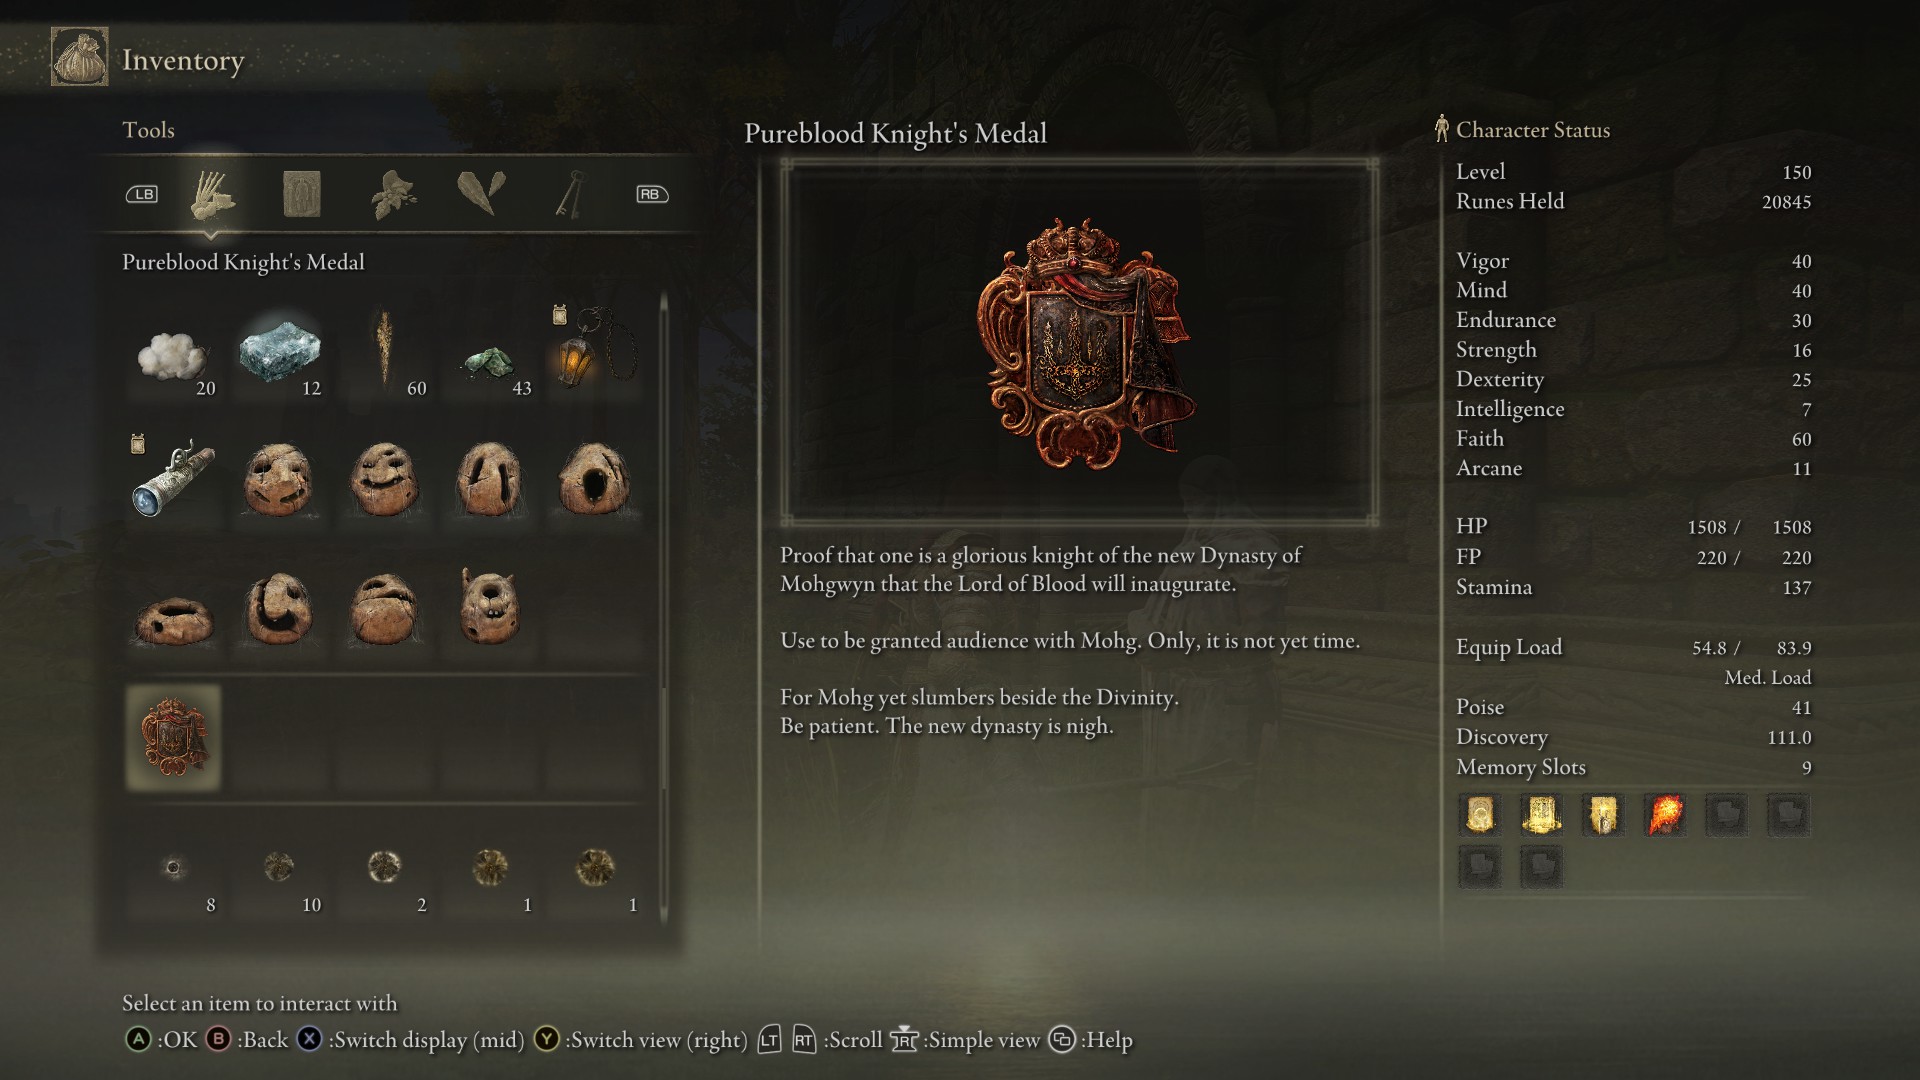 Inventory
Tools
LB
RB
Pureblood Knight's Medal
20
12
60
43
8
10
2
1
1
Pureblood Knight's Medal
Proof that one is a glorious knight of the new Dynasty of
Mohgwyn that the Lord of Blood will inaugurate.
Use to be granted audience with Mohg. Only, it is not yet time.
For Mohg yet slumbers beside the Divinity.
Be patient. The new dynasty is nigh.
Character Status
Level 150
Runes Held 20845
Vigor 40
Mind 40
Endurance 30
Strength 16
Dexterity 25
Intelligence 7
Faith 60
Arcane 11
HP 1508 / 1508
FP 220 / 220
Stamina 137
Equip Load 54.8 / 83.9
Med. Load
Poise 41
Discovery 111.0
Memory Slots 9
Select an item to interact with
A :OK B :Back X :Switch display (mid) Y :Switch view (right) LT RT :Scroll R :Simple view :Help